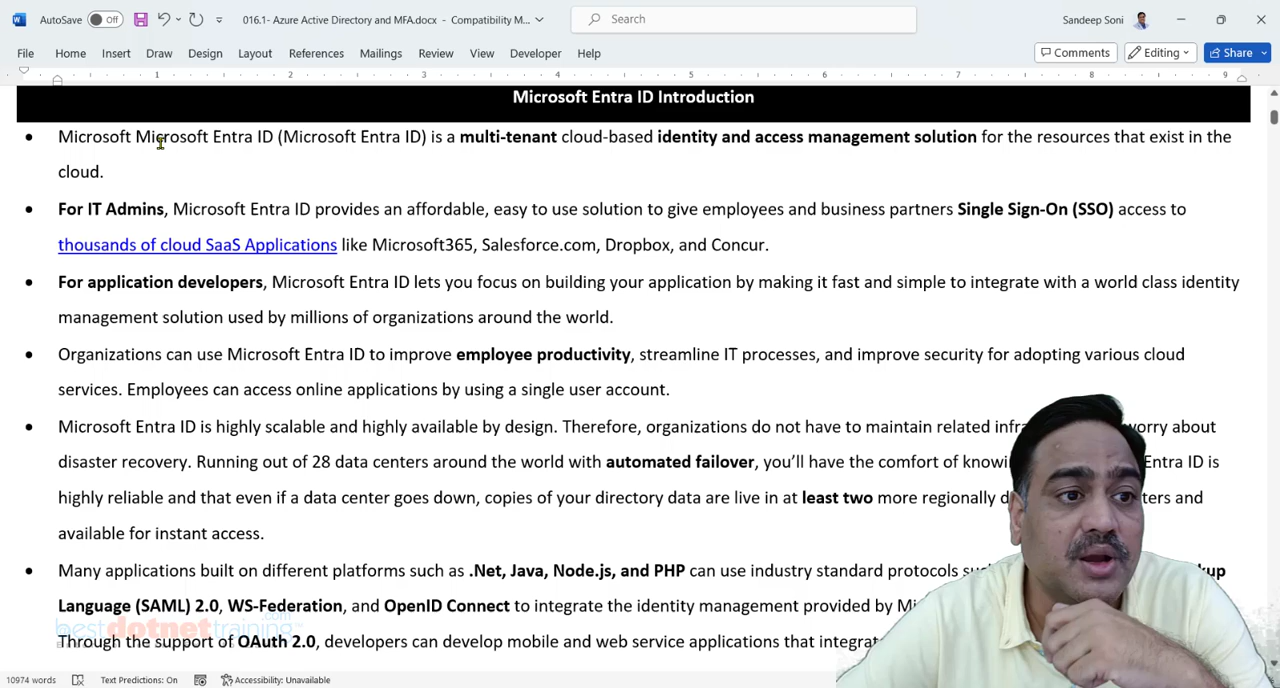 AutoSave Off 016.1- Azure Active Directory and MFA.docx - Compatibility M... Search Sandeep Soni
File Home Insert Draw Design Layout References Mailings Review View Developer Help Comments Editing Share
1 2 3 4 5 6 7 8 9
Microsoft Entra ID Introduction
• Microsoft Microsoft Entra ID (Microsoft Entra ID) is a multi-tenant cloud-based identity and access management solution for the resources that exist in the
cloud.
• For IT Admins, Microsoft Entra ID provides an affordable, easy to use solution to give employees and business partners Single Sign-On (SSO) access to
thousands of cloud SaaS Applications like Microsoft365, Salesforce.com, Dropbox, and Concur.
• For application developers, Microsoft Entra ID lets you focus on building your application by making it fast and simple to integrate with a world class identity
management solution used by millions of organizations around the world.
• Organizations can use Microsoft Entra ID to improve employee productivity, streamline IT processes, and improve security for adopting various cloud
services. Employees can access online applications by using a single user account.
• Microsoft Entra ID is highly scalable and highly available by design. Therefore, organizations do not have to maintain related worry about
disaster recovery. Running out of 28 data centers around the world with automated failover, you'll have the comfort of Entra ID is
highly reliable and that even if a data center goes down, copies of your directory data are live in at least two more regionally and
available for instant access.
• Many applications built on different platforms such as .Net, Java, Node.js, and PHP can use industry standard protocols
Language (SAML) 2.0, WS-Federation, and OpenID Connect to integrate the identity management provided by
bestdotnettraining
Through the support of OAuth 2.0, developers can develop mobile and web service applications that
10974 words Text Predictions: On Accessibility: Unavailable